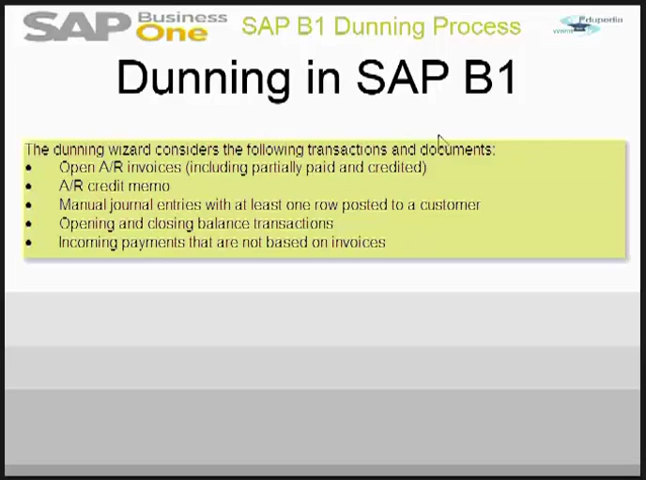 SAP Business One
SAP B1 Dunning Process
Edupedia
Dunning in SAP B1
The dunning wizard considers the following transactions and documents:
• Open A/R invoices (including partially paid and credited)
• A/R credit memo
• Manual journal entries with at least one row posted to a customer
• Opening and closing balance transactions
• Incoming payments that are not based on invoices